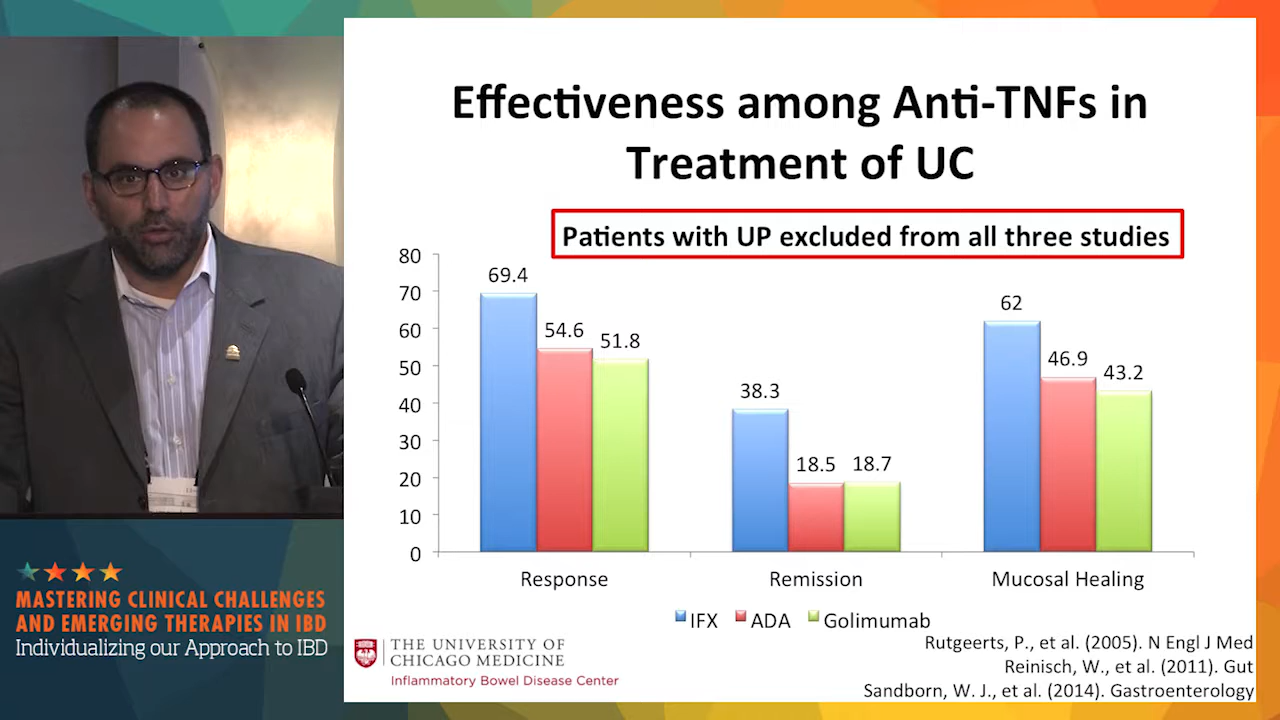 Effectiveness among Anti-TNFs in
Treatment of UC
Patients with UP excluded from all three studies
80
70
60
50
40
30
20
10
0
69.4
54.6
51.8
38.3
18.5
18.7
62
46.9
43.2
Response
Remission
Mucosal Healing
IFX
ADA
Golimumab
THE UNIVERSITY OF
CHICAGO MEDICINE
Inflammatory Bowel Disease Center
Rutgeerts, P., et al. (2005). N Engl J Med
Reinisch, W., et al. (2011). Gut
Sandborn, W. J., et al. (2014). Gastroenterology
MASTERING CLINICAL CHALLENGES
AND EMERGING THERAPIES IN IBD
Individualizing our Approach to IBD